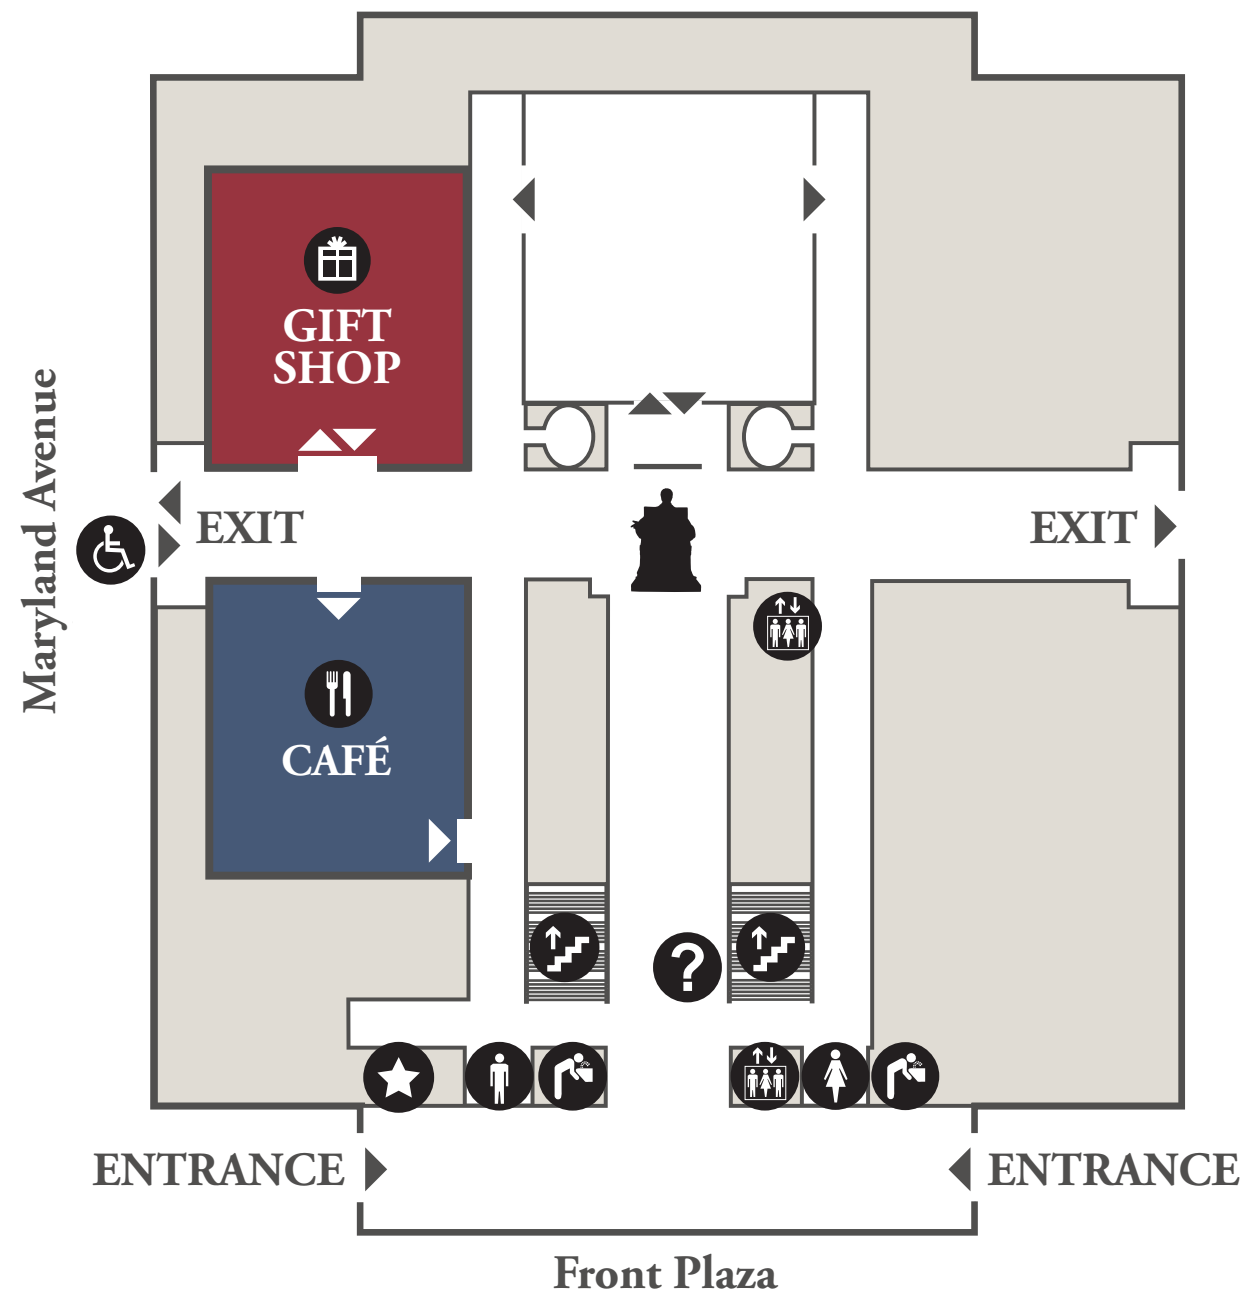 GIFT
SHOP
Maryland Avenue
EXIT
EXIT
CAFÉ
?
ENTRANCE
ENTRANCE
Front Plaza